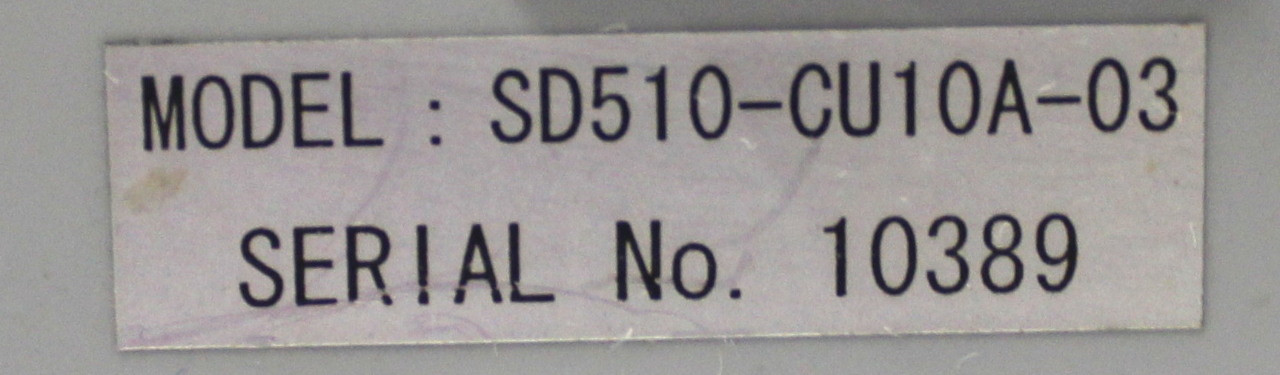 MODEL : SD510-CU10A-03
SERIAL No. 10389